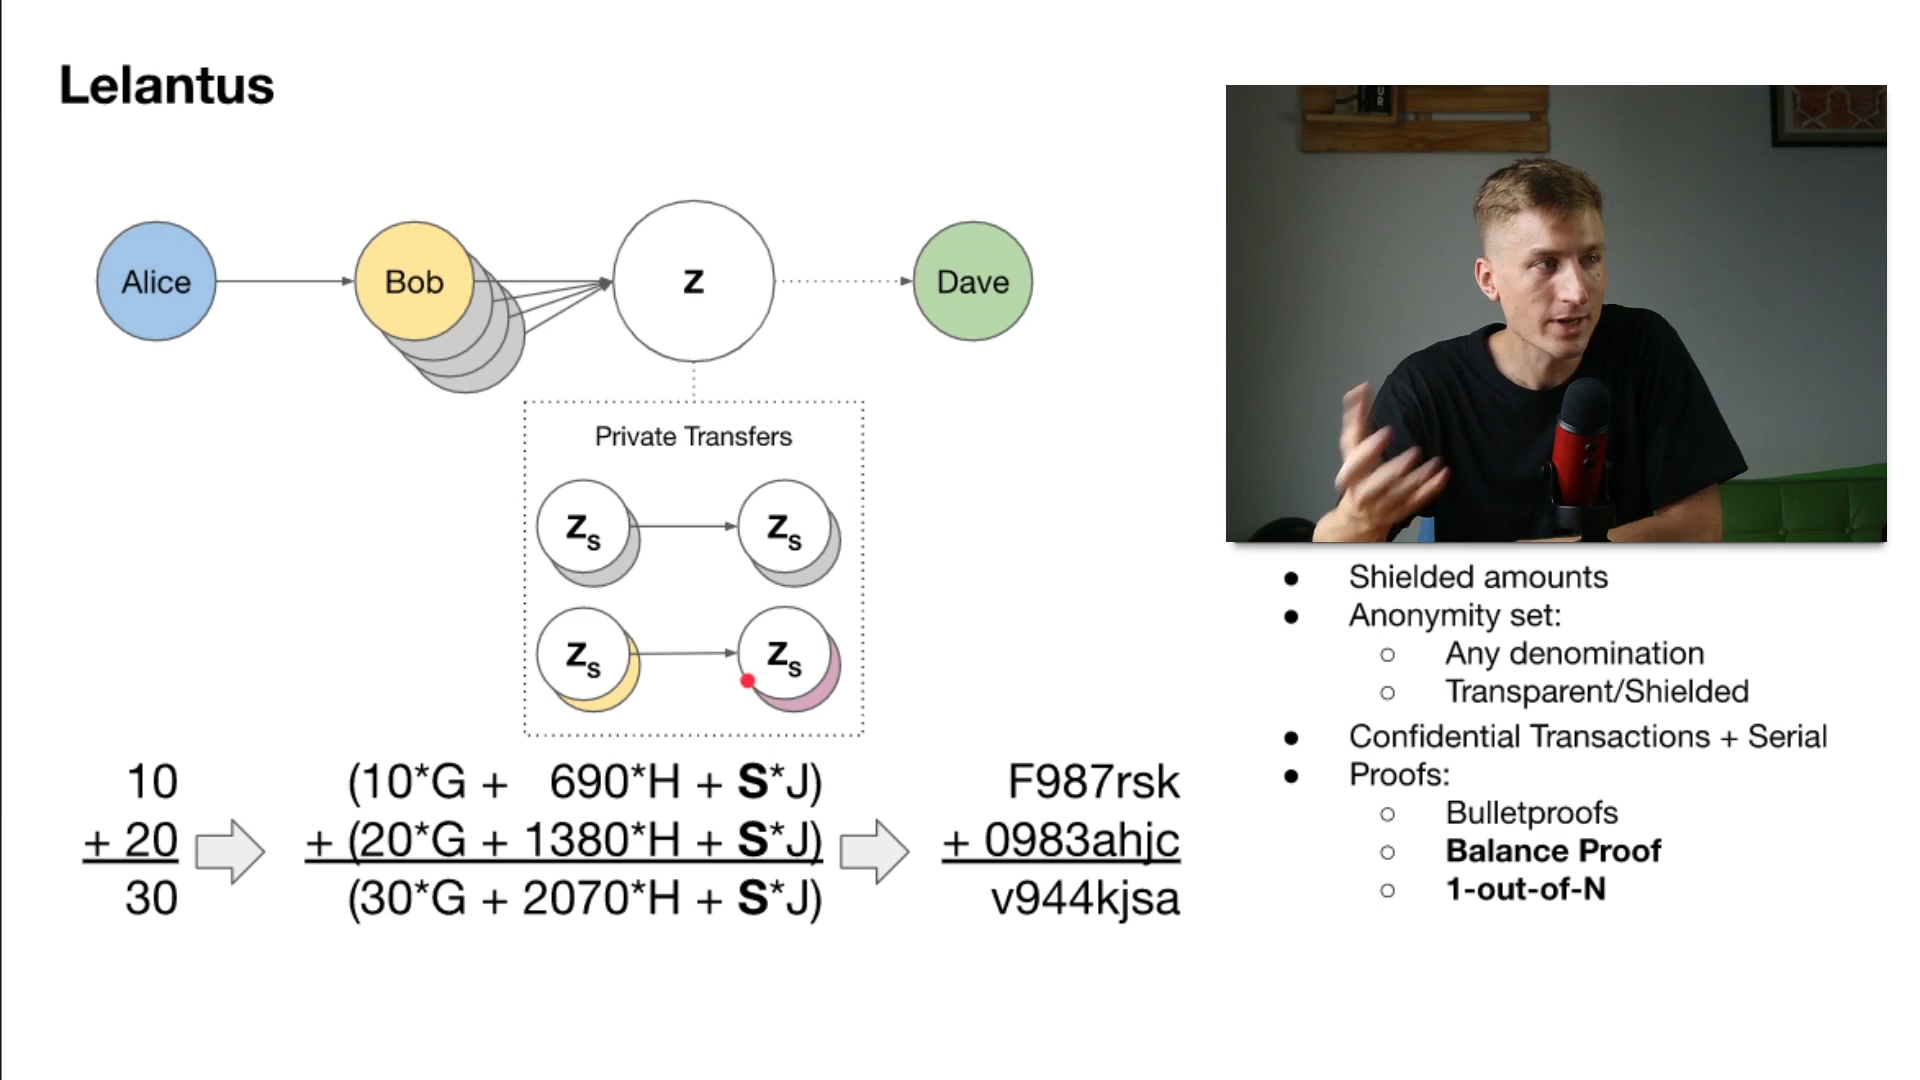 Lelantus
Alice
Bob
z
Dave
Private Transfers
Zs
Zs
Zs
Zs
10
+ 20
30
(10*G + 690*H + S*J)
+ (20*G + 1380*H + S*J)
(30*G + 2070*H + S*J)
F987rsk
+ 0983ahjc
v944kjsa
UR
● Shielded amounts
● Anonymity set:
○ Any denomination
○ Transparent/Shielded
● Confidential Transactions + Serial
● Proofs:
○ Bulletproofs
○ Balance Proof
○ 1-out-of-N